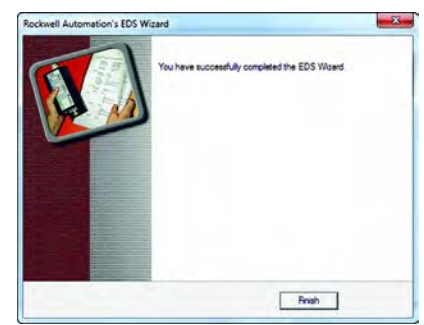 Rockwell Automation's EDS Wizard
You have successfully completed the EDS Wizard.
Finish